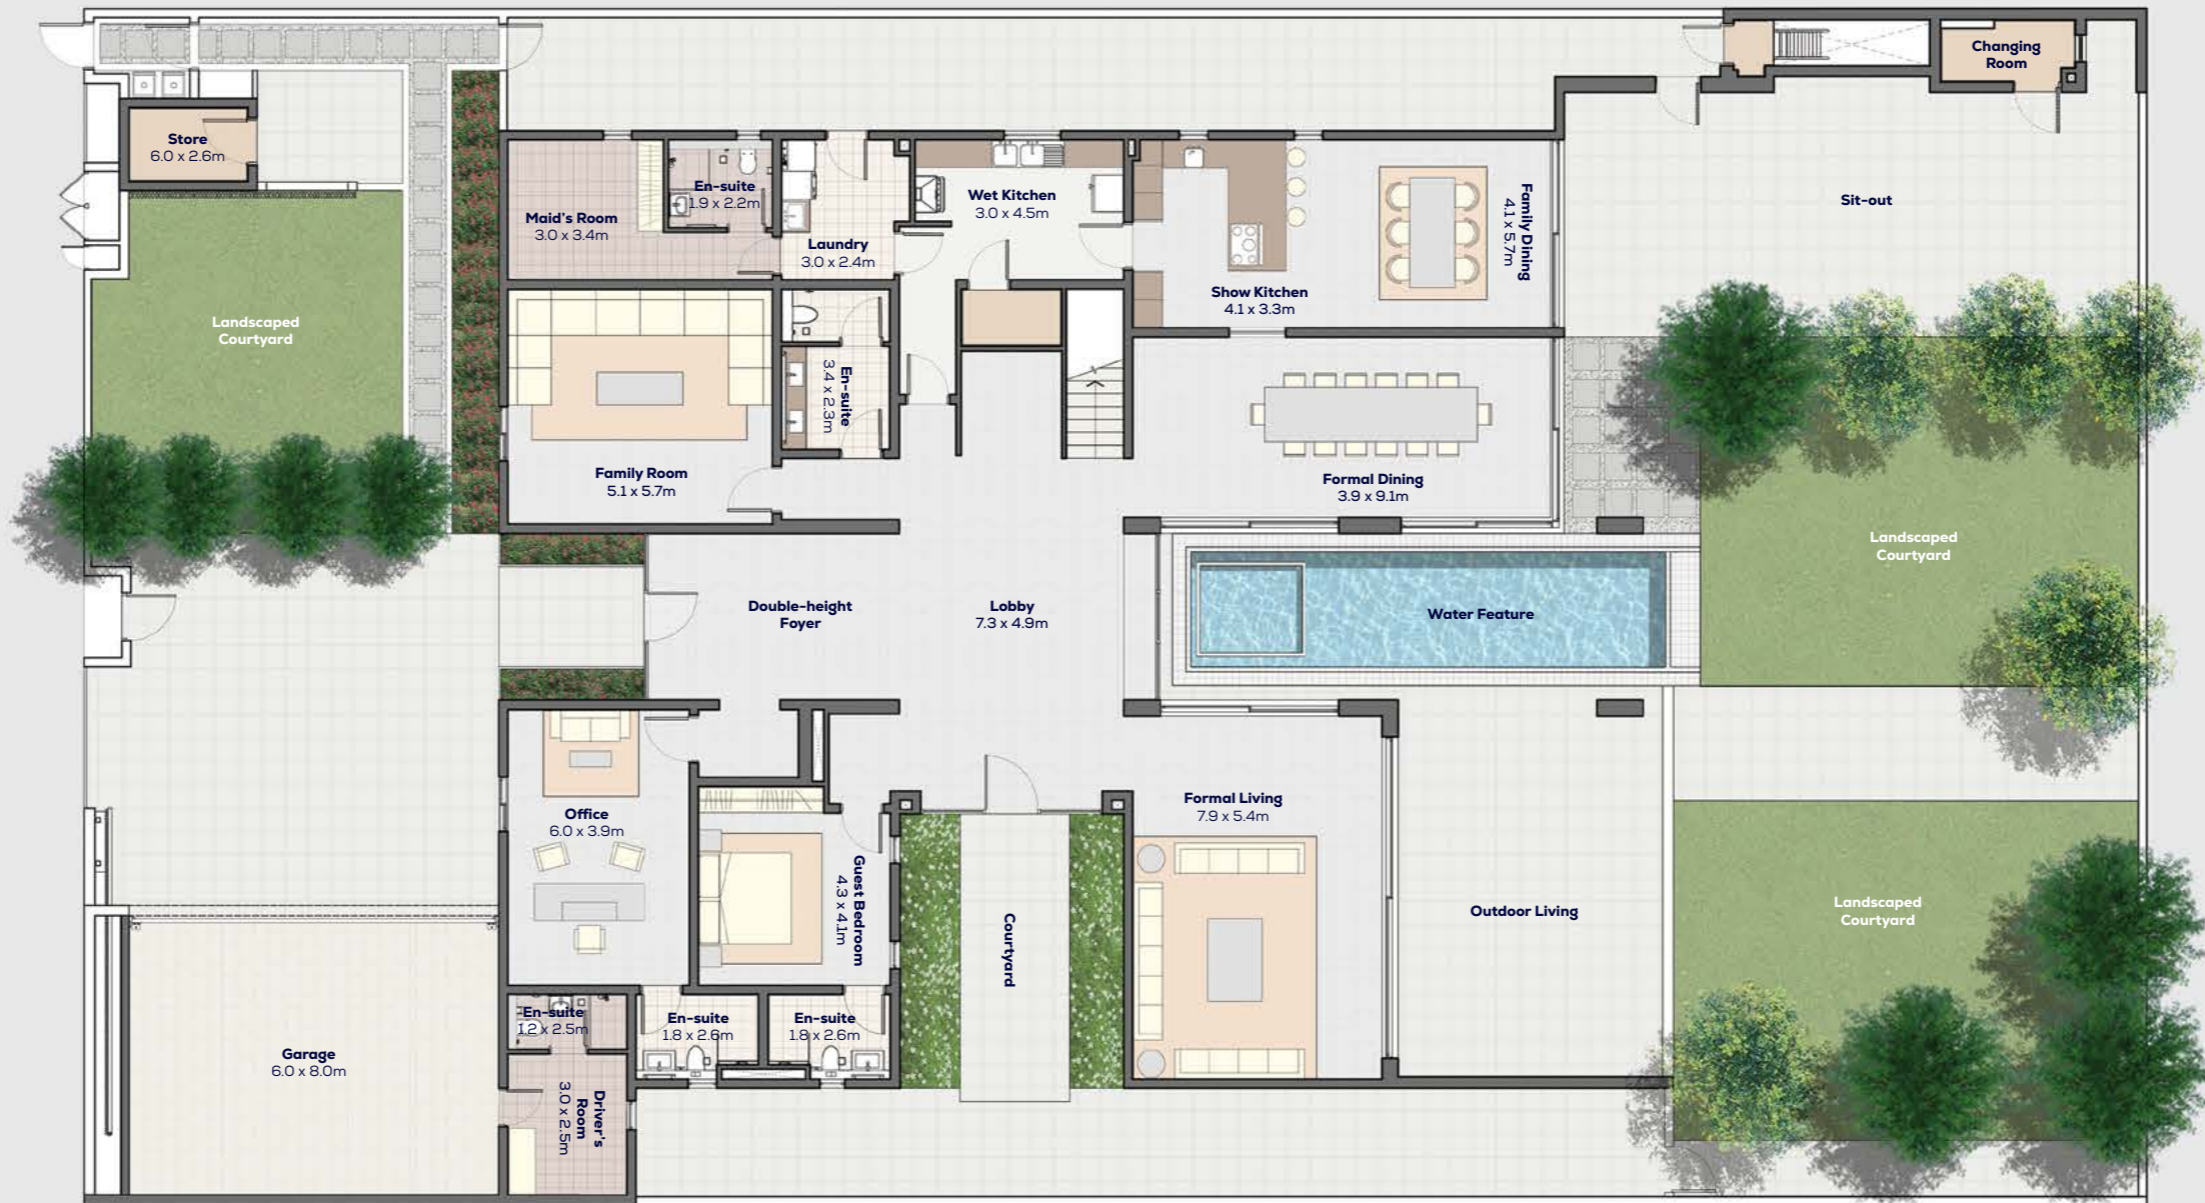 Changing
Room
Store
6.0 x 2.6m
En-suite
1.9 x 2.2m
Maid's Room
3.0 x 3.4m
Laundry
3.0 x 2.4m
Wet Kitchen
3.0 x 4.5m
Show Kitchen
4.1 x 3.3m
Family Dining
4.1 x 5.7m
Sit-out
Landscaped
Courtyard
En-suite
3.4 x 2.3m
Family Room
5.1 x 5.7m
Formal Dining
3.9 x 9.1m
Landscaped
Courtyard
Double-height
Foyer
Lobby
7.3 x 4.9m
Water Feature
Office
6.0 x 3.9m
Guest Bedroom
4.3 x 4.1m
Courtyard
Formal Living
7.9 x 5.4m
Outdoor Living
Landscaped
Courtyard
En-suite
1.2 x 2.5m
En-suite
1.8 x 2.6m
En-suite
1.8 x 2.6m
Garage
6.0 x 8.0m
Driver's
Room
3.0 x 2.5m